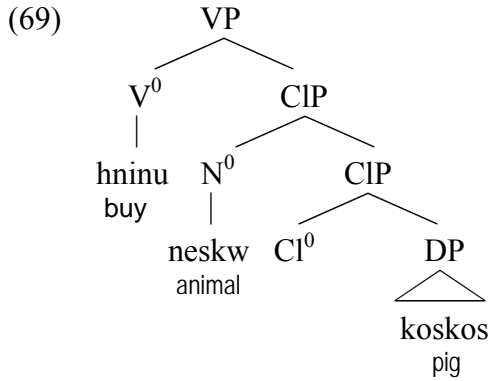 (69) VP
V⁰ ClP
hninu N⁰ ClP
buy
neskw Cl⁰ DP
animal
koskos
pig